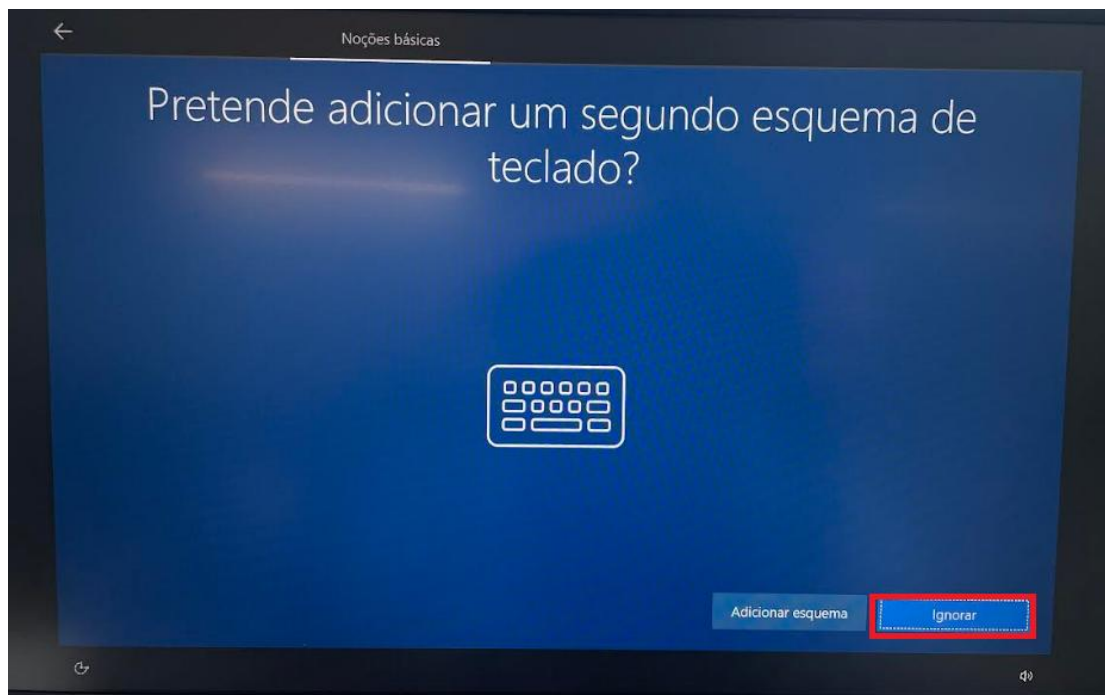 Noções básicas
Pretende adicionar um segundo esquema de
teclado?
Adicionar esquema
Ignorar